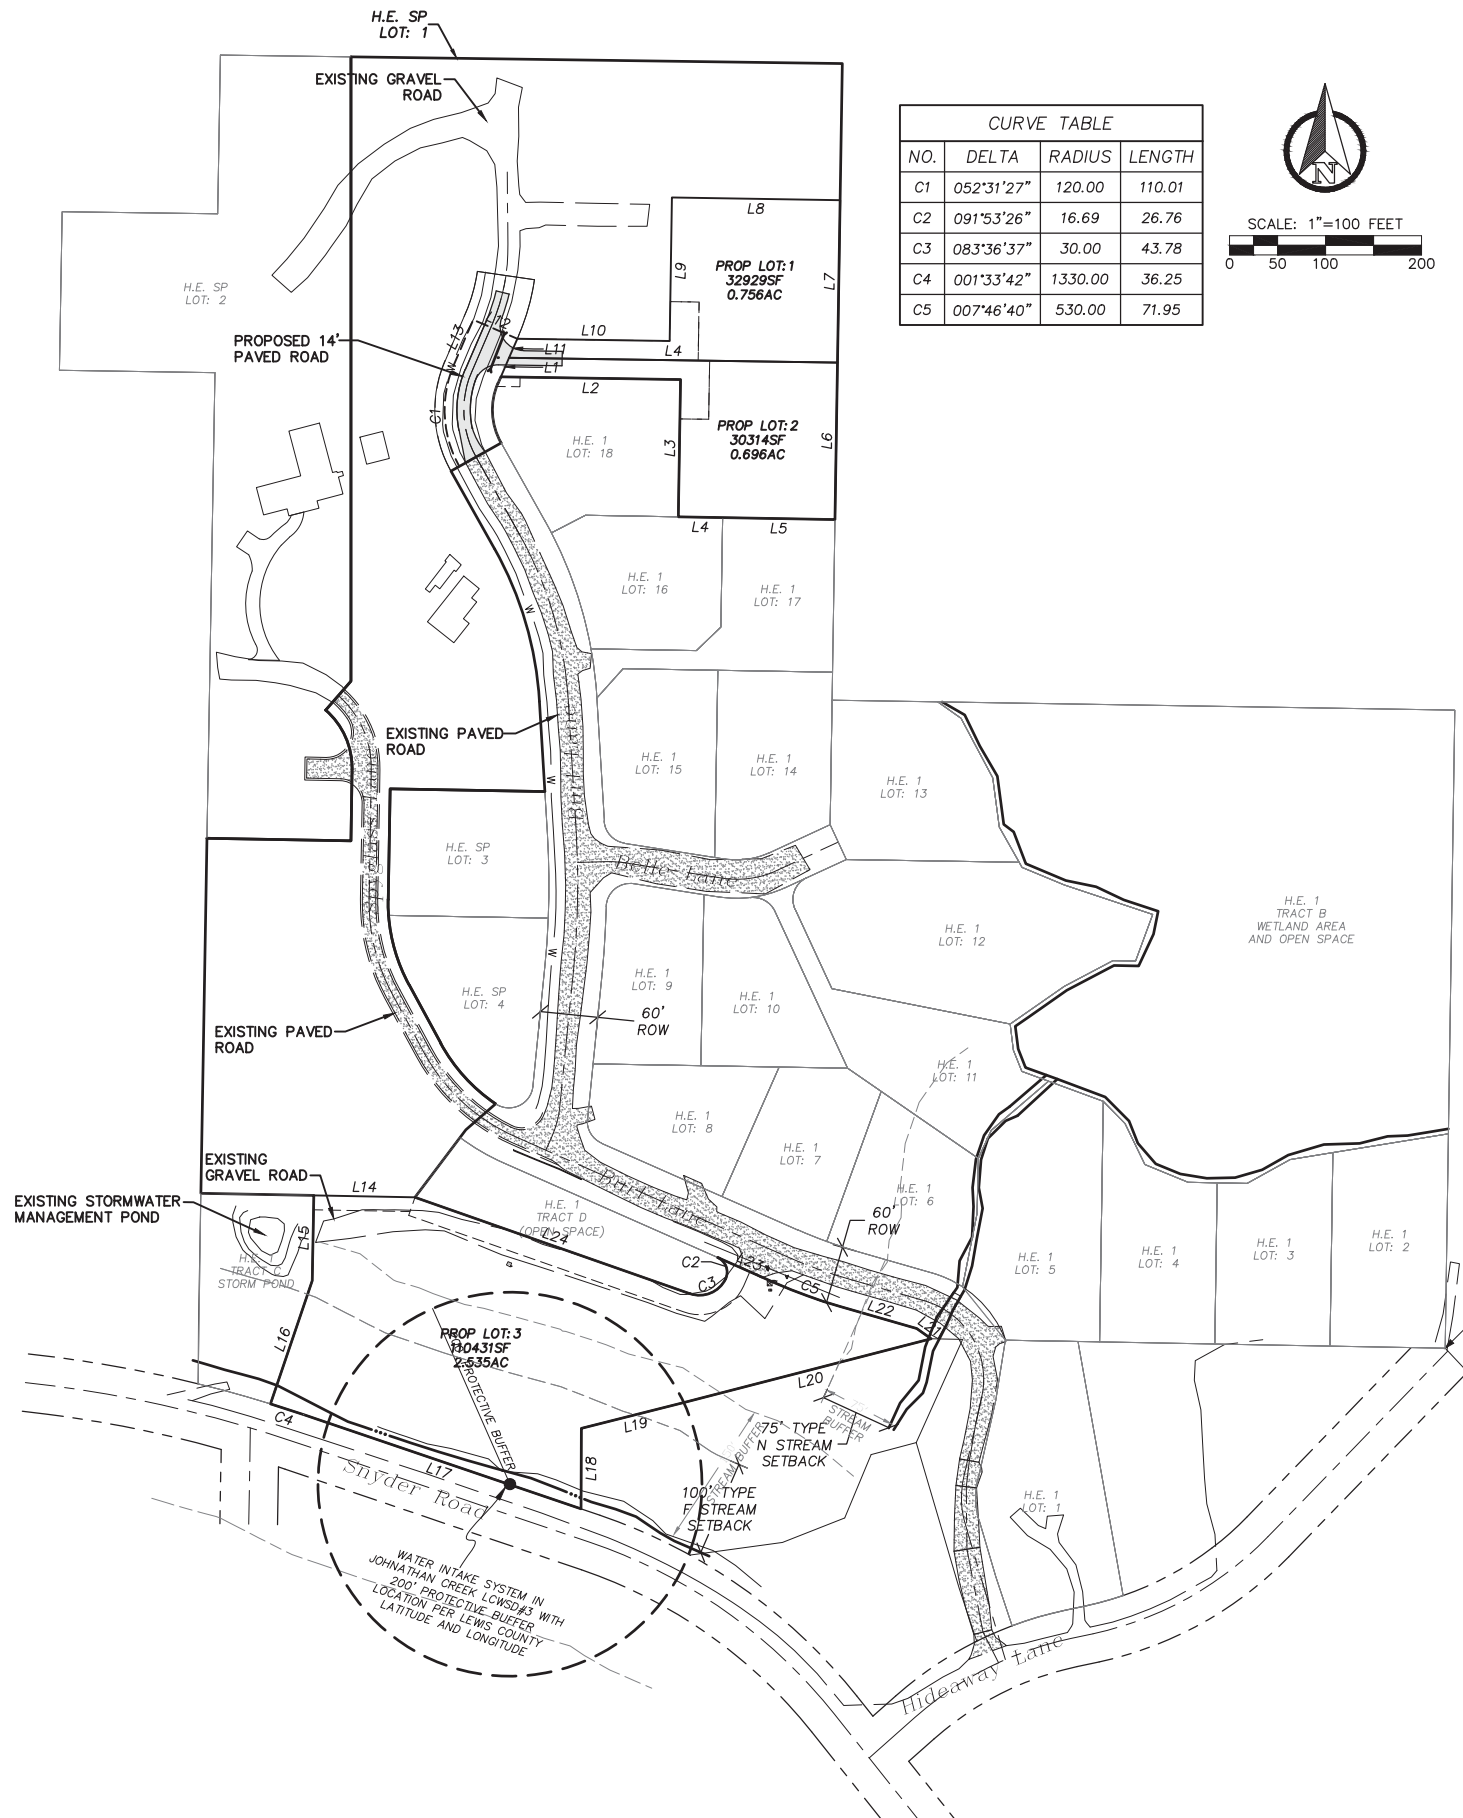 H.E. SP
LOT: 1
EXISTING GRAVEL
ROAD
CURVE TABLE
NO. DELTA RADIUS LENGTH
C1 052°31'27" 120.00 110.01
C2 091°53'26" 16.69 26.76
C3 083°36'37" 30.00 43.78
C4 001°33'42" 1330.00 36.25
C5 007°46'40" 530.00 71.95
N
SCALE: 1"=100 FEET
0 50 100 200
L8
L9
PROP LOT: 1
32929SF
0.756AC
L7
H.E. SP
LOT: 2
L12
L13
L10
PROPOSED 14'
PAVED ROAD
L11
L4
W
L1
L2
C1
H.E. 1
LOT: 18
L3
PROP LOT: 2
30314SF
0.696AC
L6
L4
L5
H.E. 1
LOT: 16
H.E. 1
LOT: 17
W
EXISTING PAVED
ROAD
H.E. 1
LOT: 15
H.E. 1
LOT: 14
H.E. 1
LOT: 13
W
H.E. SP
LOT: 3
Belle Lane
H.E. 1
TRACT B
WETLAND AREA
AND OPEN SPACE
H.E. 1
LOT: 12
W
H.E. SP
LOT: 4
H.E. 1
LOT: 9
H.E. 1
LOT: 10
60'
ROW
EXISTING PAVED
ROAD
H.E. 1
LOT: 11
H.E. 1
LOT: 8
H.E. 1
LOT: 7
H.E. 1
LOT: 6
EXISTING
GRAVEL ROAD
L14
EXISTING STORMWATER
MANAGEMENT POND
H.E. 1
TRACT D
(OPEN SPACE)
60'
ROW
L15
L24
H.E. 1
TRACT C
STORM POND
C2
L23
C3
C5
L22
L21
H.E. 1
LOT: 5
H.E. 1
LOT: 4
H.E. 1
LOT: 3
H.E. 1
LOT: 2
L16
PROP LOT: 3
110431SF
2.535AC
PROTECTIVE BUFFER
L20
C4
L19
STREAM
BUFFER
75' TYPE
N STREAM
SETBACK
L17
L18
STREAM BUFFER
Snyder Road
100' TYPE
F STREAM
SETBACK
H.E. 1
LOT: 1
WATER INTAKE SYSTEM IN
JOHNATHAN CREEK LCWSD#3 WITH
200' PROTECTIVE BUFFER
LOCATION PER LEWIS COUNTY
LATITUDE AND LONGITUDE
Hideaway Lane